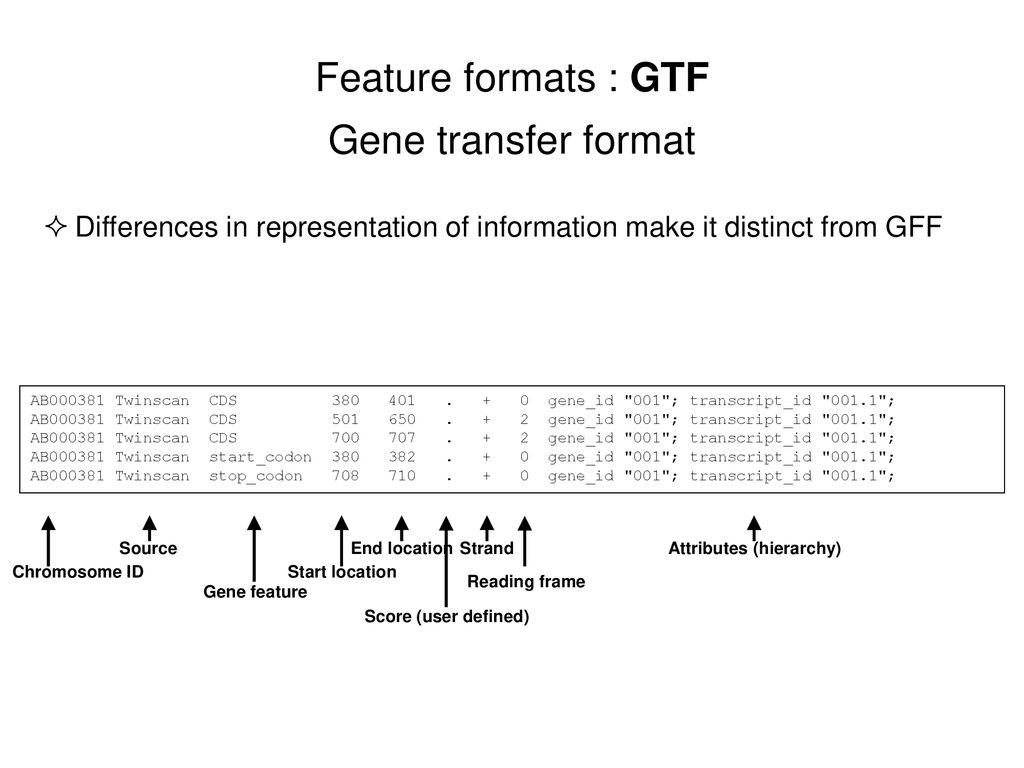 Feature formats : GTF
Gene transfer format
✧ Differences in representation of information make it distinct from GFF
AB000381 Twinscan CDS 380 401 . + 0 gene_id "001"; transcript_id "001.1";
AB000381 Twinscan CDS 501 650 . + 2 gene_id "001"; transcript_id "001.1";
AB000381 Twinscan CDS 700 707 . + 2 gene_id "001"; transcript_id "001.1";
AB000381 Twinscan start_codon 380 382 . + 0 gene_id "001"; transcript_id "001.1";
AB000381 Twinscan stop_codon 708 710 . + 0 gene_id "001"; transcript_id "001.1";
Source End location Strand Attributes (hierarchy)
Chromosome ID Start location
Reading frame
Gene feature
Score (user defined)